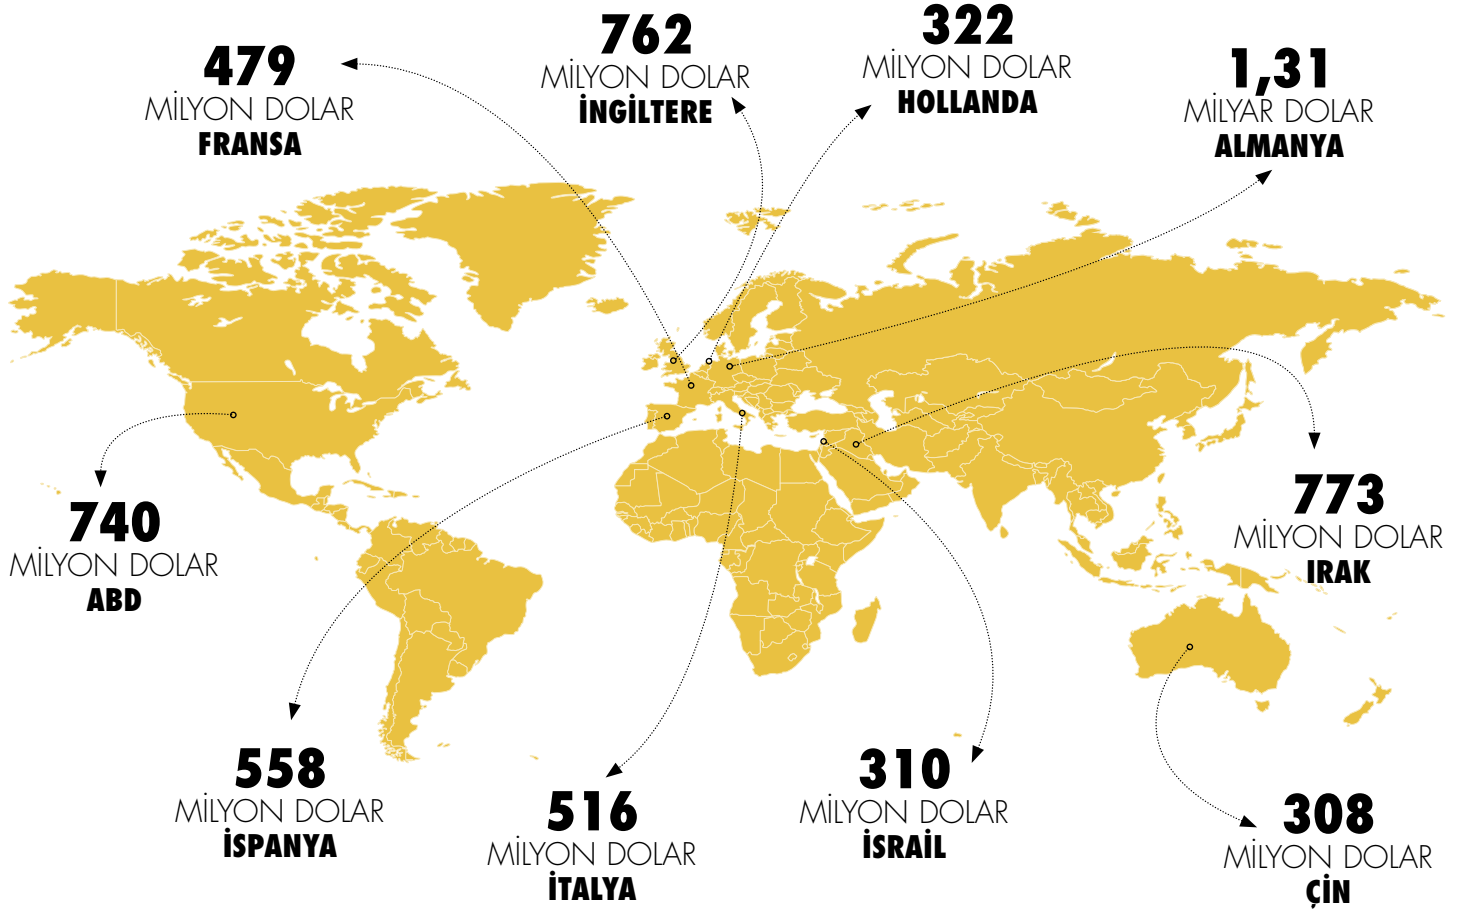 479
MİLYON DOLAR
FRANSA
762
MİLYON DOLAR
İNGİLTERE
322
MİLYON DOLAR
HOLLANDA
1,31
MİLYAR DOLAR
ALMANYA
740
MİLYON DOLAR
ABD
773
MİLYON DOLAR
IRAK
558
MİLYON DOLAR
İSPANYA
516
MİLYON DOLAR
İTALYA
310
MİLYON DOLAR
İSRAİL
308
MİLYON DOLAR
ÇİN